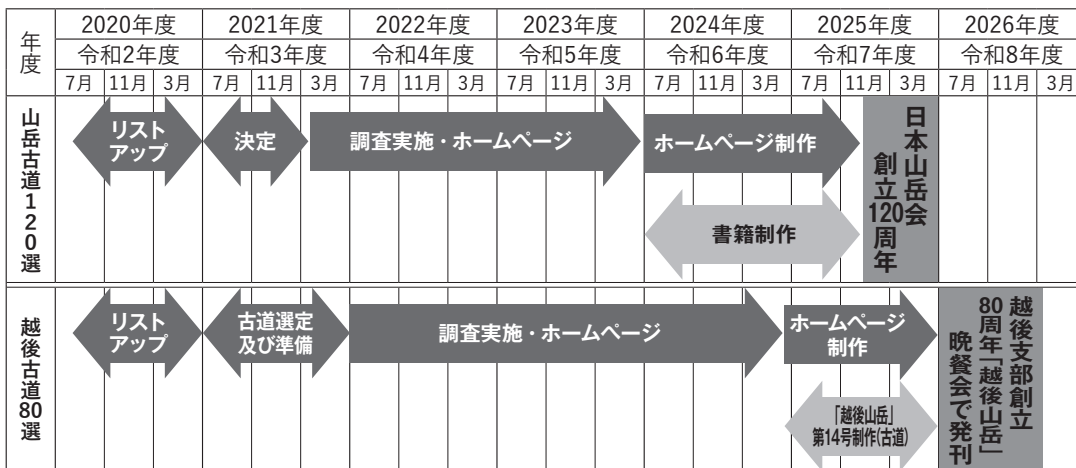 年度
2020年度 2021年度 2022年度 2023年度 2024年度 2025年度 2026年度
令和2年度 令和3年度 令和4年度 令和5年度 令和6年度 令和7年度 令和8年度
7月 11月 3月 7月 11月 3月 7月 11月 3月 7月 11月 3月 7月 11月 3月 7月 11月 3月 7月 11月 3月
山岳古道120選
リスト
アップ
決定
調査実施・ホームページ
ホームページ制作
書籍制作
日本山岳会
創立120周年
越後古道80選
リスト
アップ
古道選定
及び準備
調査実施・ホームページ
ホームページ
制作
「越後山岳」
第14号制作(古道)
越後支部創立
80周年「越後山岳」
晩餐会で発刊